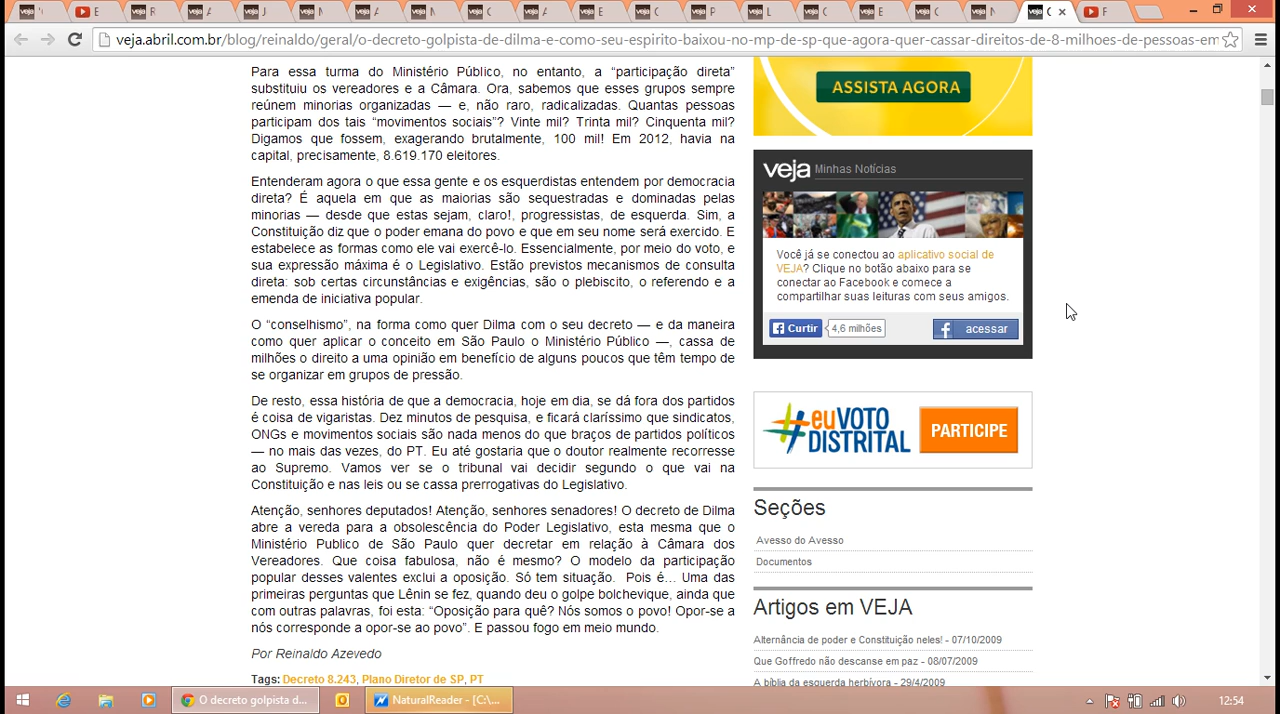 veja.abril.com.br/blog/reinaldo/geral/o-decreto-golpista-de-dilma-e-como-seu-espirito-baixou-no-mp-de-sp-que-agora-quer-cassar-direitos-de-8-milhoes-de-pessoas-em
Para essa turma do Ministério Público, no entanto, a “participação direta”
substituiu os vereadores e a Câmara. Ora, sabemos que esses grupos sempre
reúnem minorias organizadas — e, não raro, radicalizadas. Quantas pessoas
participam dos tais “movimentos sociais”? Vinte mil? Trinta mil? Cinquenta mil?
Digamos que fossem, exagerando brutalmente, 100 mil! Em 2012, havia na
capital, precisamente, 8.619.170 eleitores.
Entenderam agora o que essa gente e os esquerdistas entendem por democracia
direta? É aquela em que as maiorias são sequestradas e dominadas pelas
minorias — desde que estas sejam, claro!, progressistas, de esquerda. Sim, a
Constituição diz que o poder emana do povo e que em seu nome será exercido. E
estabelece as formas como ele vai exercê-lo. Essencialmente, por meio do voto, e
sua expressão máxima é o Legislativo. Estão previstos mecanismos de consulta
direta: sob certas circunstâncias e exigências, são o plebiscito, o referendo e a
emenda de iniciativa popular.
O “conselhismo”, na forma como quer Dilma com o seu decreto — e da maneira
como quer aplicar o conceito em São Paulo o Ministério Público —, cassa de
milhões o direito a uma opinião em benefício de alguns poucos que têm tempo de
se organizar em grupos de pressão.
De resto, essa história de que a democracia, hoje em dia, se dá fora dos partidos
é coisa de vigaristas. Dez minutos de pesquisa, e ficará claríssimo que sindicatos,
ONGs e movimentos sociais são nada menos do que braços de partidos políticos
— no mais das vezes, do PT. Eu até gostaria que o doutor realmente recorresse
ao Supremo. Vamos ver se o tribunal vai decidir segundo o que vai na
Constituição e nas leis ou se cassa prerrogativas do Legislativo.
Atenção, senhores deputados! Atenção, senhores senadores! O decreto de Dilma
abre a vereda para a obsolescência do Poder Legislativo, esta mesma que o
Ministério Publico de São Paulo quer decretar em relação à Câmara dos
Vereadores. Que coisa fabulosa, não é mesmo? O modelo da participação
popular desses valentes exclui a oposição. Só tem situação. Pois é… Uma das
primeiras perguntas que Lênin se fez, quando deu o golpe bolchevique, ainda que
com outras palavras, foi esta: “Oposição para quê? Nós somos o povo! Opor-se a
nós corresponde a opor-se ao povo”. E passou fogo em meio mundo.
Por Reinaldo Azevedo
Tags: Decreto 8.243, Plano Diretor de SP, PT
ASSISTA AGORA
veja Minhas Notícias
Você já se conectou ao aplicativo social de
VEJA? Clique no botão abaixo para se
conectar ao Facebook e comece a
compartilhar suas leituras com seus amigos.
Curtir 4,6 milhões acessar
#euVOTO DISTRITAL PARTICIPE
Seções
Avesso do Avesso
Documentos
Artigos em VEJA
Alternância de poder e Constituição neles! - 07/10/2009
Que Goffredo não descanse em paz - 08/07/2009
A bíblia da esquerda herbívora - 29/4/2009
O decreto golpista d...
NaturalReader - [C:\...
12:54